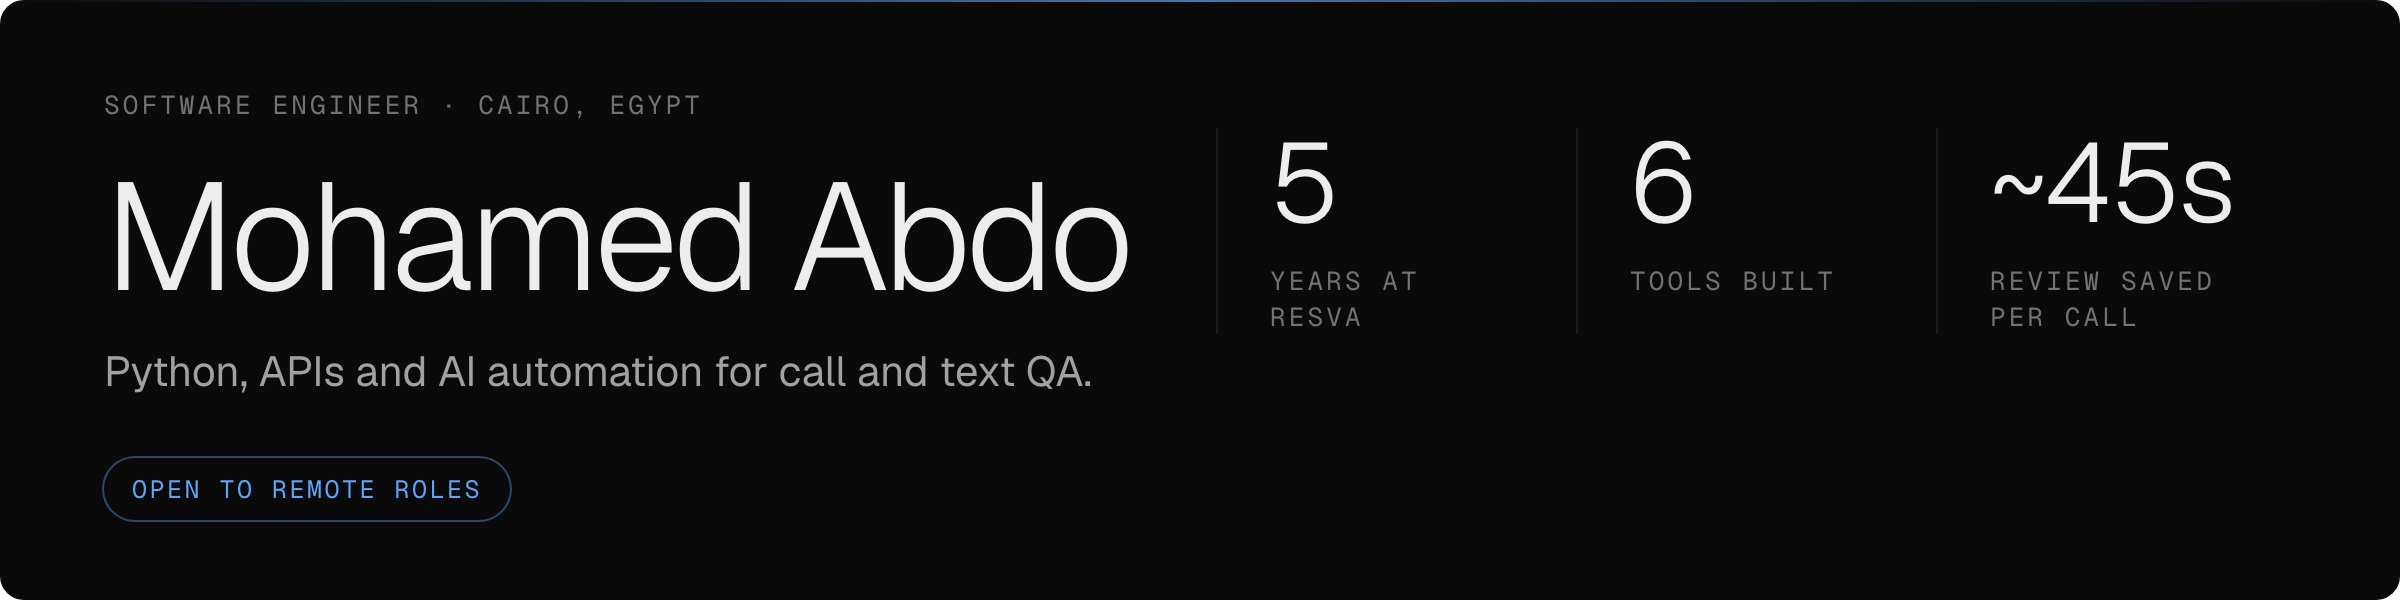 SOFTWARE ENGINEER · CAIRO, EGYPT
Mohamed Abdo
Python, APIs and AI automation for call and text QA.
OPEN TO REMOTE ROLES
5
YEARS AT
RESVA
6
TOOLS BUILT
~45s
REVIEW SAVED
PER CALL